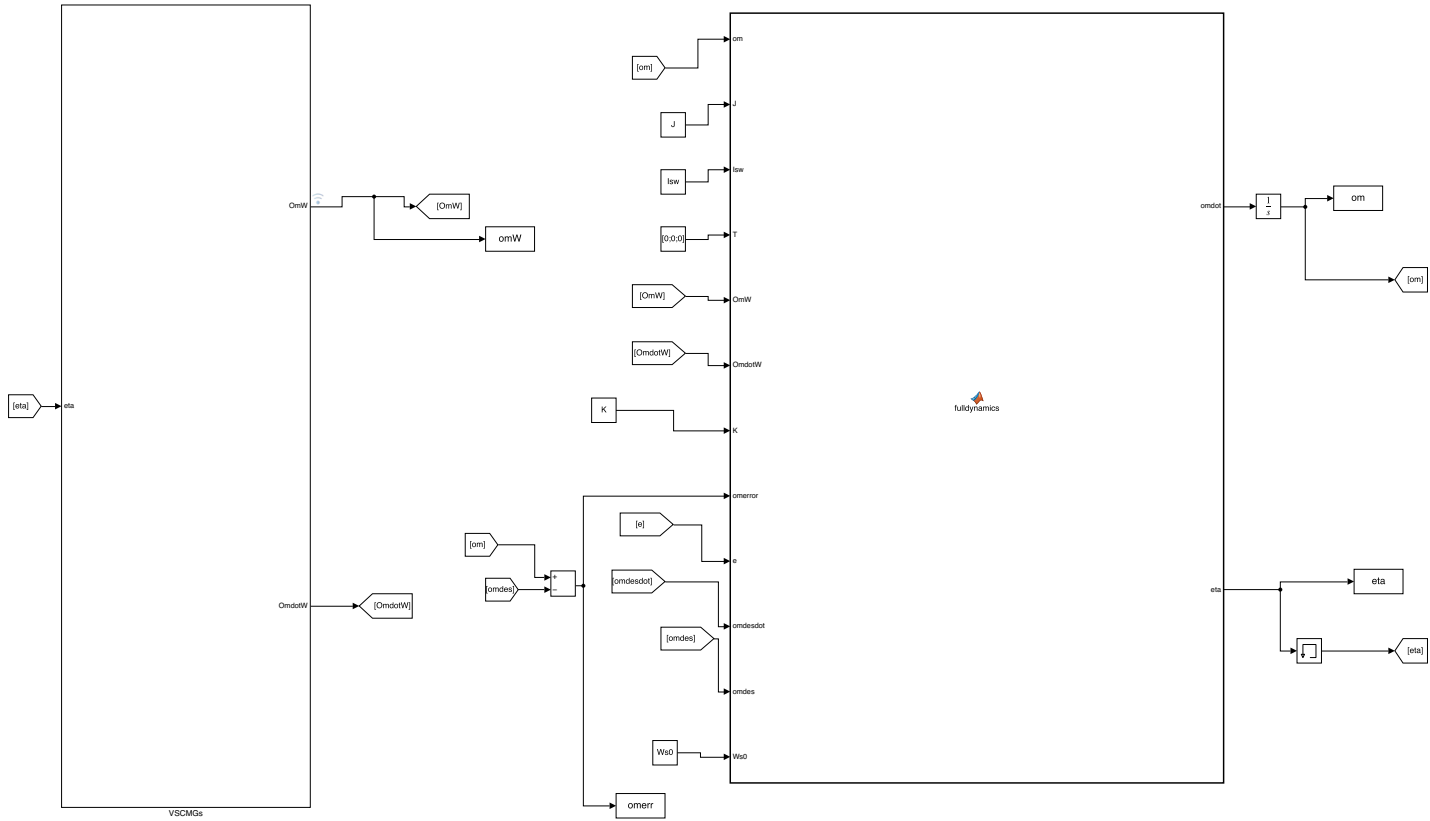 eta
OmW
OmdotW
VSCMGs
[eta]
[OmW]
omW
[OmdotW]
[om]
om
J
J
Isw
Isw
[0;0;0]
T
[OmW]
OmW
[OmdotW]
OmdotW
K
K
omerror
[e]
e
[om]
[omdes]
+
−
[omdesdot]
omdesdot
[omdes]
omdes
Ws0
Ws0
omerr
fulldynamics
omdot
1
s
om
[om]
eta
eta
[eta]